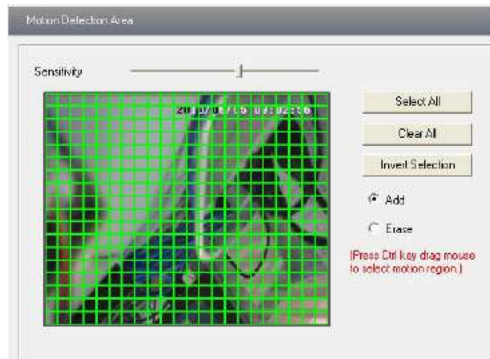 Motion Detection Area
Sensitivity
Select All
Clear All
Invert Selection
Add
Erase
(Press Ctrl key drag mouse
to select motion region.)